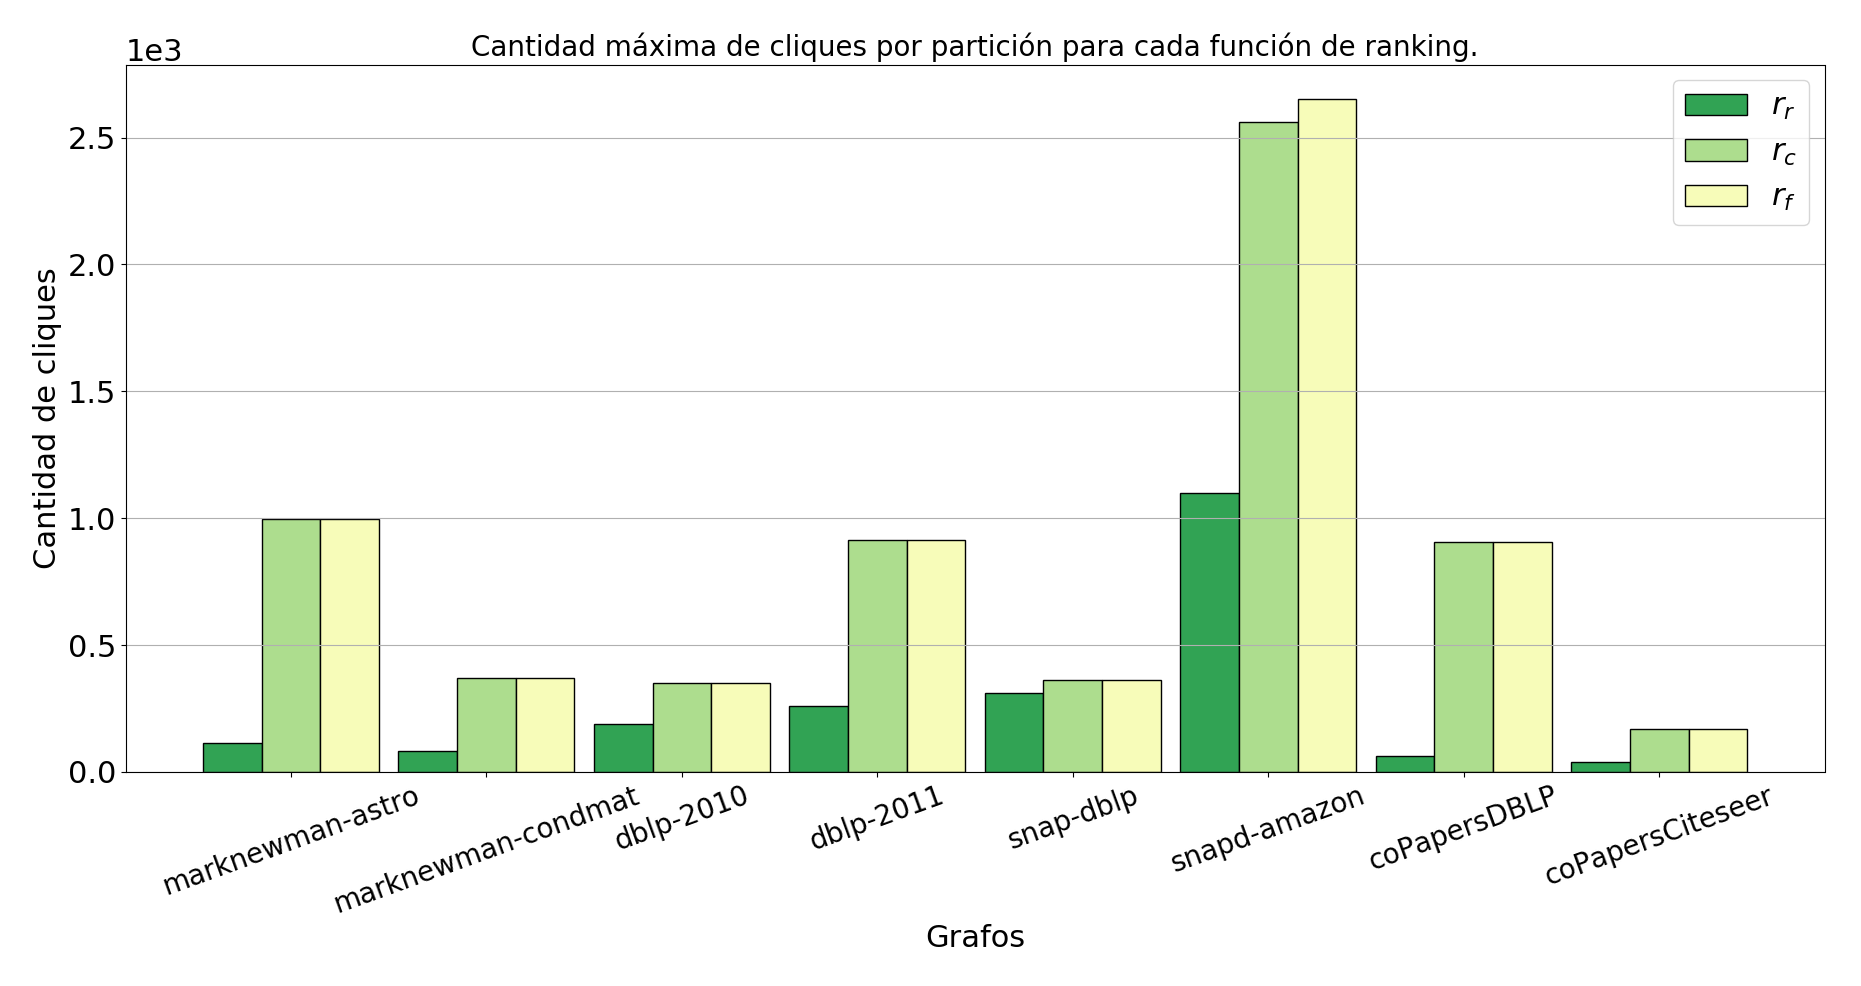 Cantidad máxima de cliques por partición para cada función de ranking.
1e3
2.5
2.0
1.5
1.0
0.5
0.0
Cantidad de cliques
r_r
r_c
r_f
marknewman-astro
marknewman-condmat
dblp-2010
dblp-2011
snap-dblp
snapd-amazon
coPapersDBLP
coPapersCiteseer
Grafos